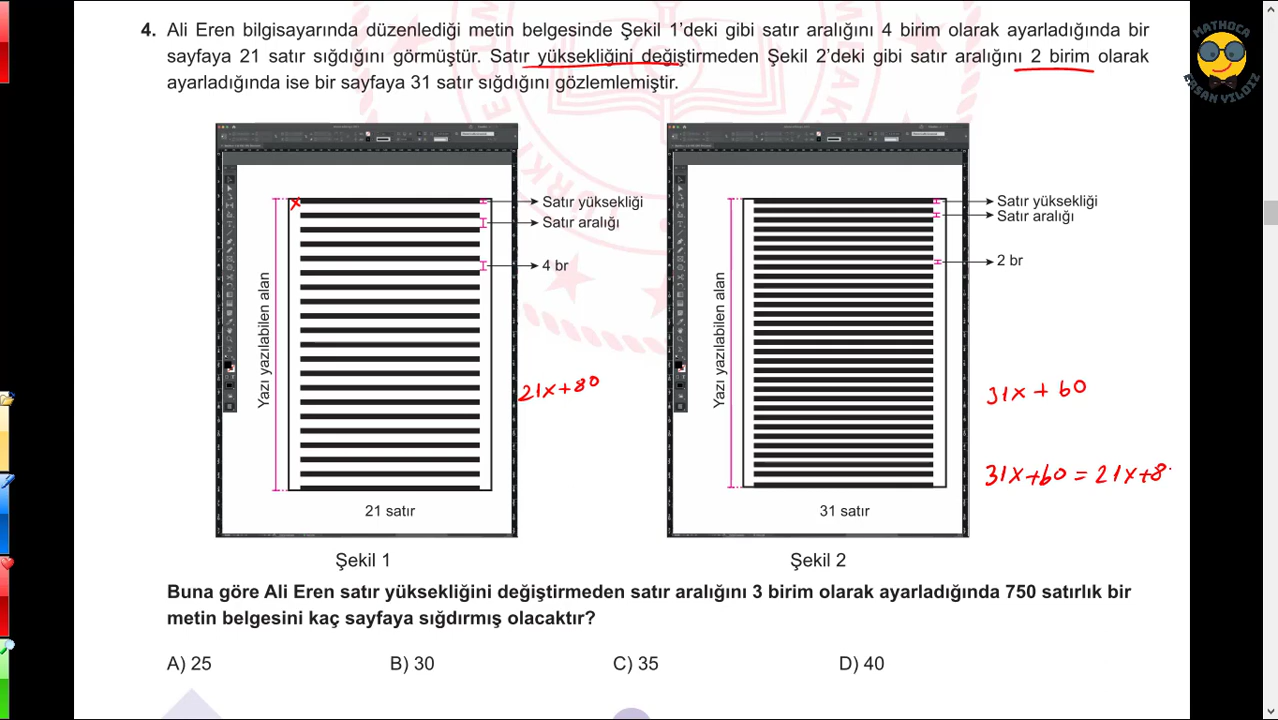 4. Ali Eren bilgisayarında düzenlediği metin belgesinde Şekil 1'deki gibi satır aralığını 4 birim olarak ayarladığında bir
sayfaya 21 satır sığdığını görmüştür. Satır yüksekliğini değiştirmeden Şekil 2'deki gibi satır aralığını 2 birim olarak
ayarladığında ise bir sayfaya 31 satır sığdığını gözlemlemiştir.
MATHOCA
ERSAN YILDIZ
x
Satır yüksekliği
Satır aralığı
4 br
Yazı yazılabilen alan
21x+80
21 satır
Şekil 1
Satır yüksekliği
Satır aralığı
2 br
Yazı yazılabilen alan
31x + 60
31x+60 = 21x+8
31 satır
Şekil 2
Buna göre Ali Eren satır yüksekliğini değiştirmeden satır aralığını 3 birim olarak ayarladığında 750 satırlık bir
metin belgesini kaç sayfaya sığdırmış olacaktır?
A) 25 B) 30 C) 35 D) 40